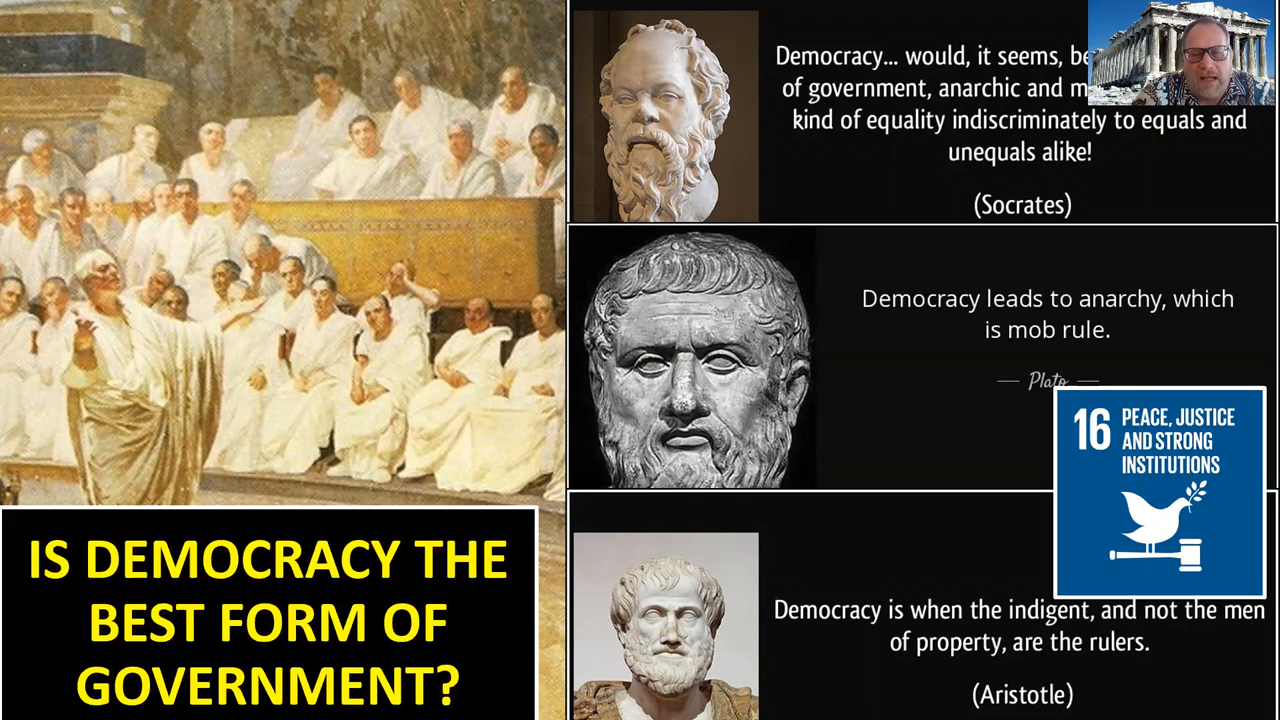 Democracy... would, it seems, be
of government, anarchic and m
kind of equality indiscriminately to equals and
unequals alike!
(Socrates)
Democracy leads to anarchy, which
is mob rule.
— Plato —
16 PEACE, JUSTICE
AND STRONG
INSTITUTIONS
IS DEMOCRACY THE
BEST FORM OF
GOVERNMENT?
Democracy is when the indigent, and not the men
of property, are the rulers.
(Aristotle)